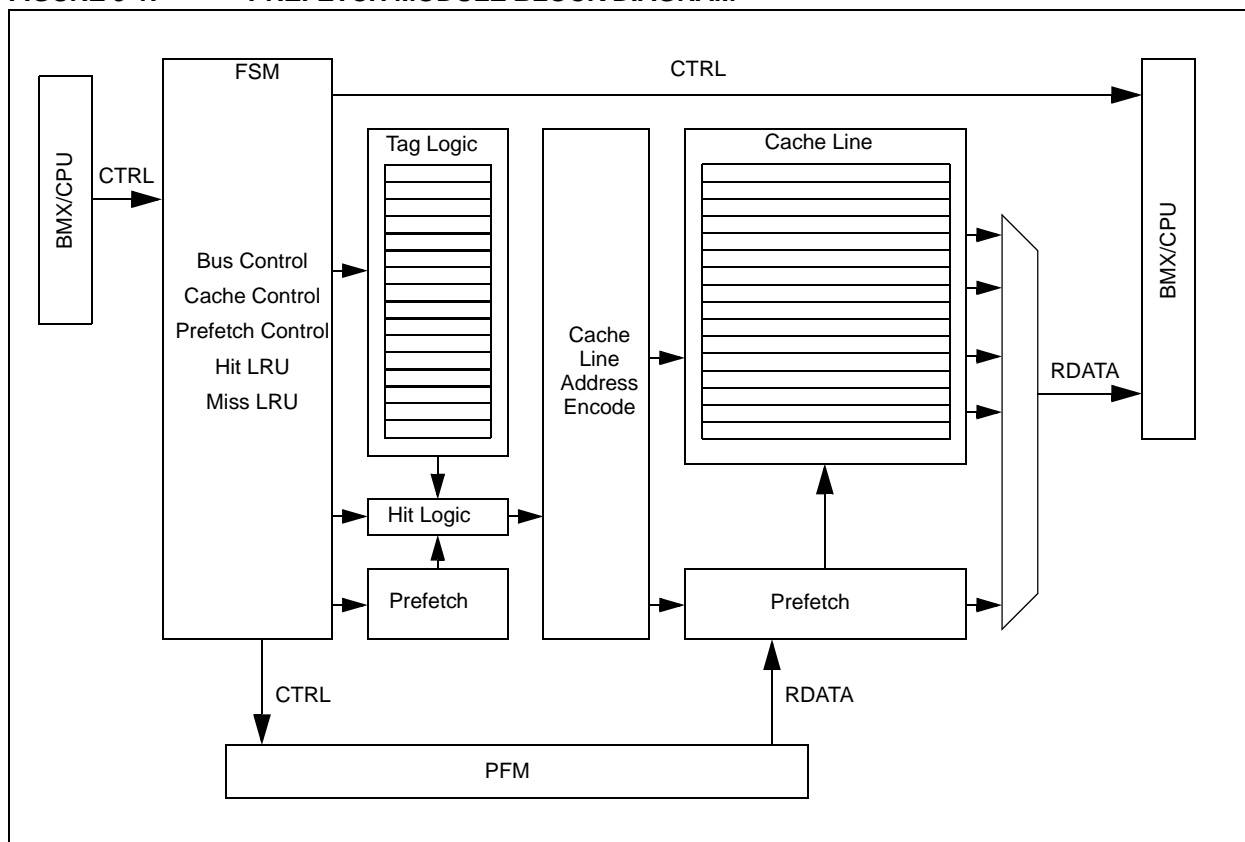 FSM
CTRL
BMX/CPU
CTRL
Tag Logic
Cache Line
BMX/CPU
Bus Control
Cache Control
Prefetch Control
Hit LRU
Miss LRU
Cache
Line
Address
Encode
RDATA
Hit Logic
Prefetch
Prefetch
CTRL
RDATA
PFM